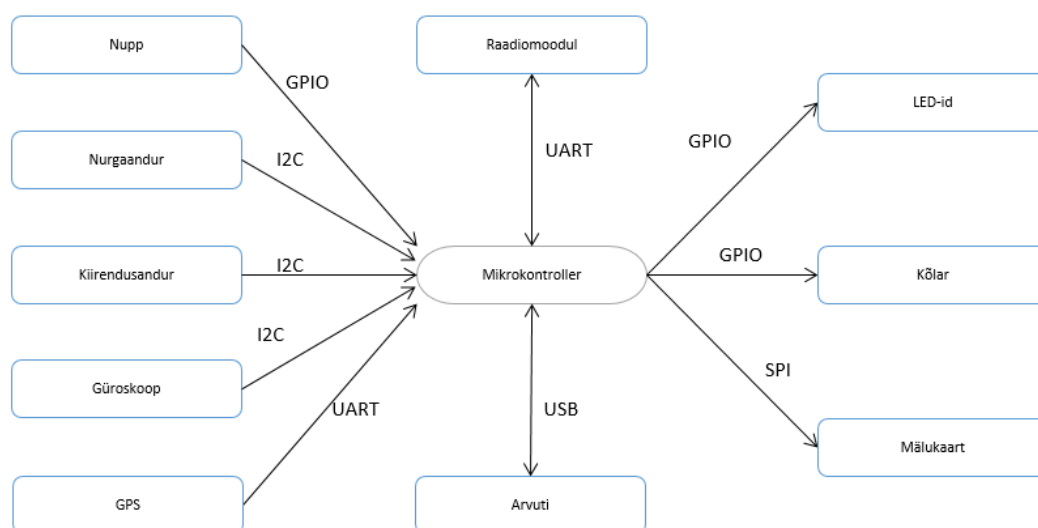 Nupp
Raadiomoodul
GPIO
LED-id
Nurgaandur
I2C
UART
GPIO
Kiirendusandur
I2C
Mikrokontroller
GPIO
Kõlar
I2C
Güroskoop
UART
USB
SPI
Mälukaart
GPS
Arvuti